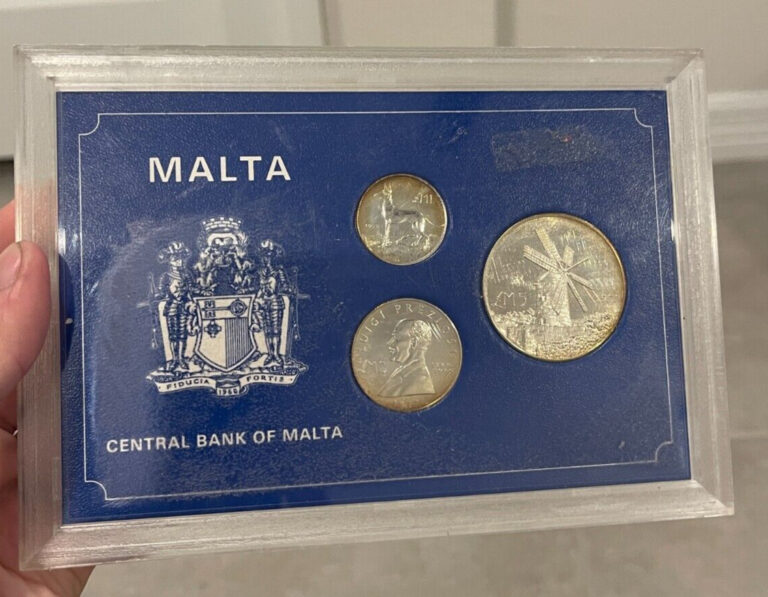 MALTA
£M1
£M5
LUIGI PREZIOSI
FIDUCIA FORTIS
CENTRAL BANK OF MALTA